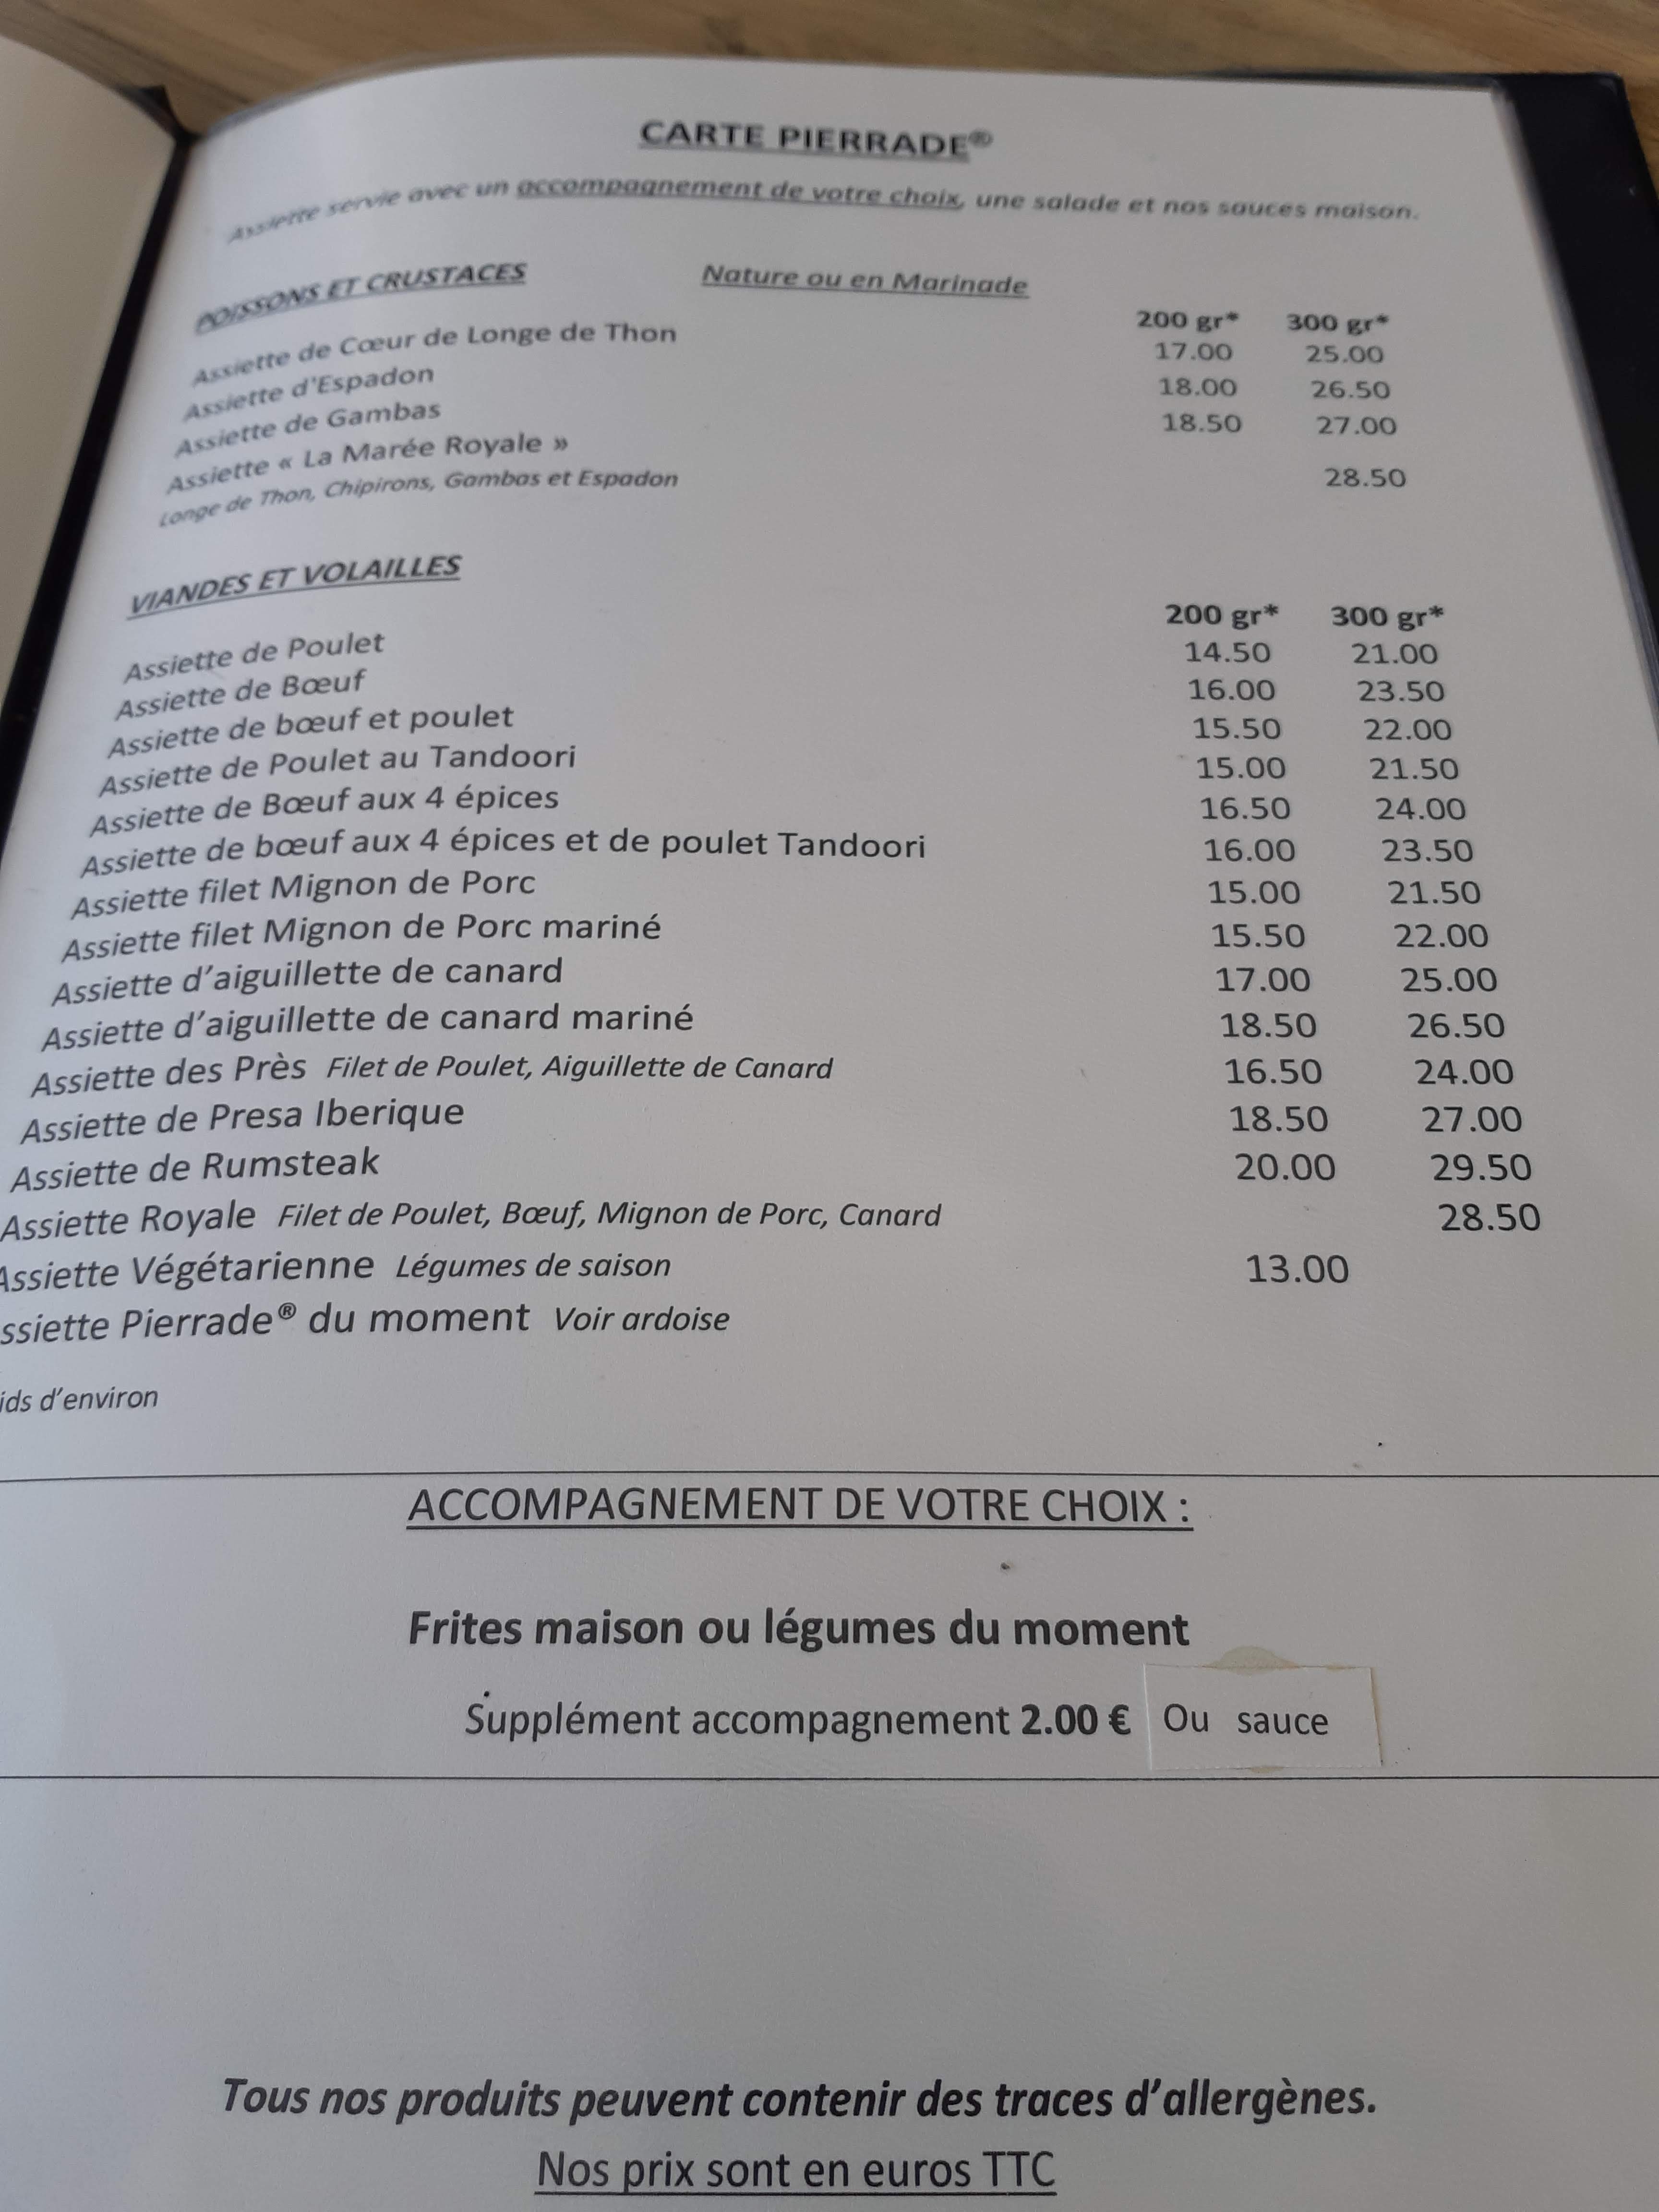 CARTE PIERRADE®
Assiette servie avec un accompagnement de votre choix, une salade et nos sauces maison.
POISSONS ET CRUSTACES Nature ou en Marinade
200 gr* 300 gr*
Assiette de Cœur de Longe de Thon 17.00 25.00
Assiette d'Espadon 18.00 26.50
Assiette de Gambas 18.50 27.00
Assiette « La Marée Royale » 28.50
Longe de Thon, Chipirons, Gambas et Espadon
VIANDES ET VOLAILLES
200 gr* 300 gr*
Assiette de Poulet 14.50 21.00
Assiette de Bœuf 16.00 23.50
Assiette de bœuf et poulet 15.50 22.00
Assiette de Poulet au Tandoori 15.00 21.50
Assiette de Bœuf aux 4 épices 16.50 24.00
Assiette de bœuf aux 4 épices et de poulet Tandoori 16.00 23.50
Assiette filet Mignon de Porc 15.00 21.50
Assiette filet Mignon de Porc mariné 15.50 22.00
Assiette d’aiguillette de canard 17.00 25.00
Assiette d’aiguillette de canard mariné 18.50 26.50
Assiette des Près Filet de Poulet, Aiguillette de Canard 16.50 24.00
Assiette de Presa Iberique 18.50 27.00
Assiette de Rumsteak 20.00 29.50
Assiette Royale Filet de Poulet, Bœuf, Mignon de Porc, Canard 28.50
Assiette Végétarienne Légumes de saison 13.00
ssiette Pierrade® du moment Voir ardoise
ids d’environ
ACCOMPAGNEMENT DE VOTRE CHOIX :
Frites maison ou légumes du moment
Supplément accompagnement 2.00 € Ou sauce
Tous nos produits peuvent contenir des traces d’allergènes.
Nos prix sont en euros TTC